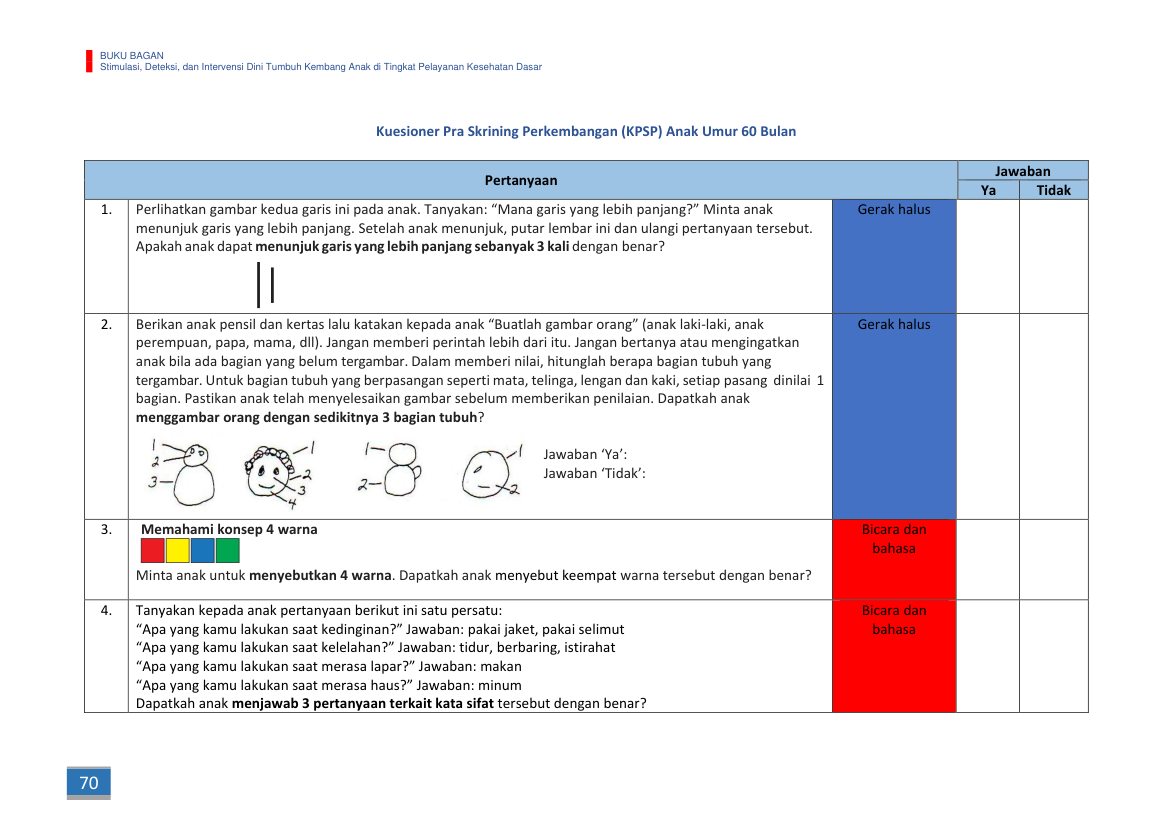 BUKU BAGAN
Stimulasi, Deteksi, dan Intervensi Dini Tumbuh Kembang Anak di Tingkat Pelayanan Kesehatan Dasar
Kuesioner Pra Skrining Perkembangan (KPSP) Anak Umur 60 Bulan
Pertanyaan
Jawaban
Ya Tidak
1. Perlihatkan gambar kedua garis ini pada anak. Tanyakan: “Mana garis yang lebih panjang?” Minta anak
menunjuk garis yang lebih panjang. Setelah anak menunjuk, putar lembar ini dan ulangi pertanyaan tersebut.
Apakah anak dapat menunjuk garis yang lebih panjang sebanyak 3 kali dengan benar?
Gerak halus
2. Berikan anak pensil dan kertas lalu katakan kepada anak “Buatlah gambar orang” (anak laki-laki, anak
perempuan, papa, mama, dll). Jangan memberi perintah lebih dari itu. Jangan bertanya atau mengingatkan
anak bila ada bagian yang belum tergambar. Dalam memberi nilai, hitunglah berapa bagian tubuh yang
tergambar. Untuk bagian tubuh yang berpasangan seperti mata, telinga, lengan dan kaki, setiap pasang dinilai 1
bagian. Pastikan anak telah menyelesaikan gambar sebelum memberikan penilaian. Dapatkah anak
menggambar orang dengan sedikitnya 3 bagian tubuh?
1 2 3
1 2 3 4
1 2
1 2
Jawaban ‘Ya’:
Jawaban ‘Tidak’:
Gerak halus
3. Memahami konsep 4 warna
Minta anak untuk menyebutkan 4 warna. Dapatkah anak menyebut keempat warna tersebut dengan benar?
Bicara dan
bahasa
4. Tanyakan kepada anak pertanyaan berikut ini satu persatu:
“Apa yang kamu lakukan saat kedinginan?” Jawaban: pakai jaket, pakai selimut
“Apa yang kamu lakukan saat kelelahan?” Jawaban: tidur, berbaring, istirahat
“Apa yang kamu lakukan saat merasa lapar?” Jawaban: makan
“Apa yang kamu lakukan saat merasa haus?” Jawaban: minum
Dapatkah anak menjawab 3 pertanyaan terkait kata sifat tersebut dengan benar?
Bicara dan
bahasa
70